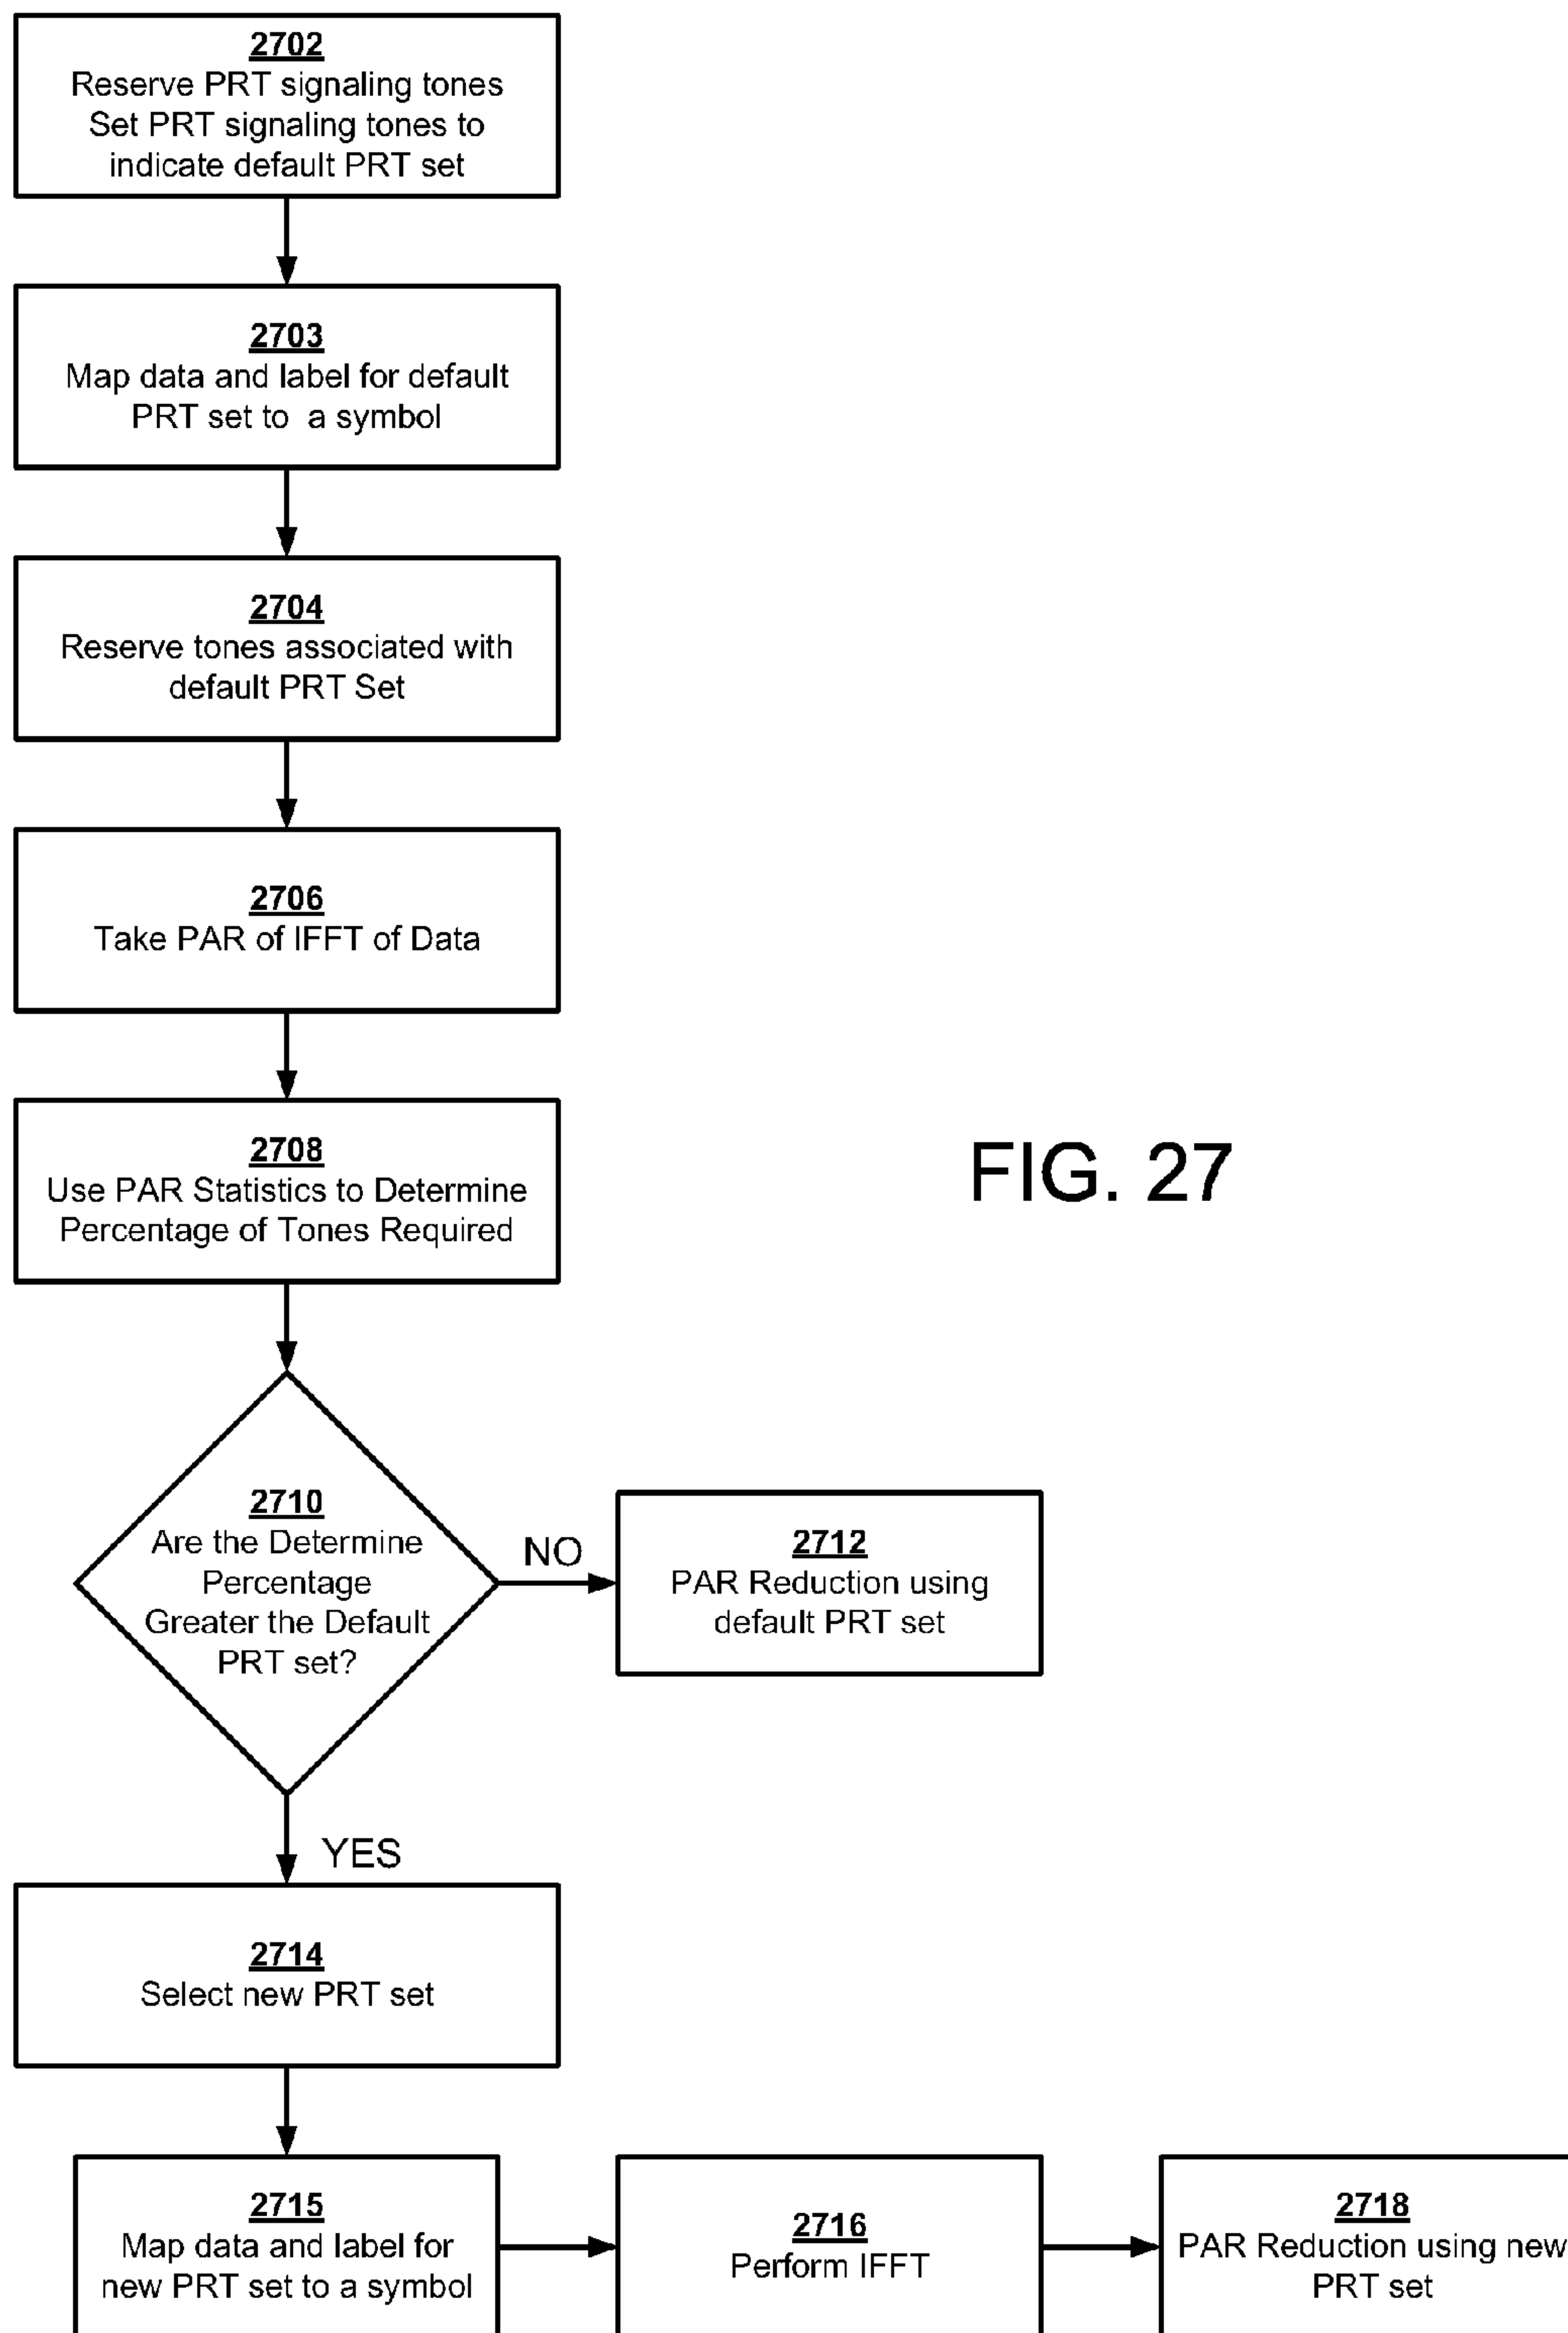 2702
Reserve PRT signaling tones
Set PRT signaling tones to
indicate default PRT set
2703
Map data and label for default
PRT set to a symbol
2704
Reserve tones associated with
default PRT Set
2706
Take PAR of IFFT of Data
2708
Use PAR Statistics to Determine
Percentage of Tones Required
FIG. 27
2710
Are the Determine
Percentage
Greater the Default
PRT set?
NO
2712
PAR Reduction using
default PRT set
YES
2714
Select new PRT set
2715
Map data and label for
new PRT set to a symbol
2716
Perform IFFT
2718
PAR Reduction using new
PRT set